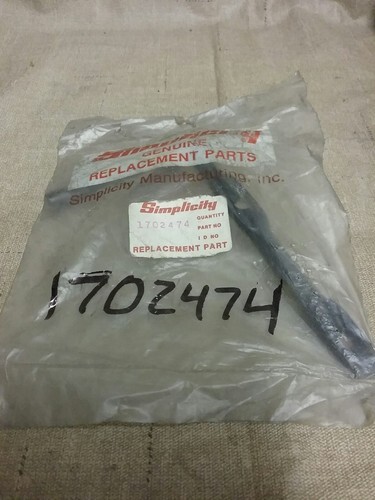 Simplicity
GENUINE
REPLACEMENT PARTS
Simplicity Manufacturing, Inc.
Simplicity
QUANTITY
1702474 PART NO
I D NO
REPLACEMENT PART
1702474